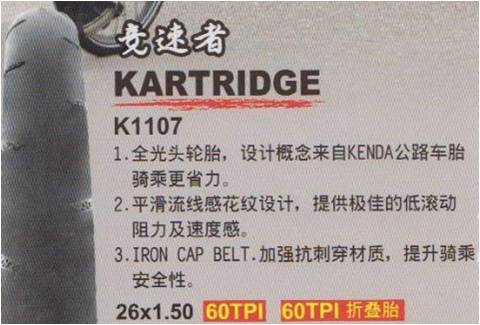 竞速者
KARTRIDGE
K1107
1.全光头轮胎，设计概念来自KENDA公路车胎
骑乘更省力。
2.平滑流线感花纹设计，提供极佳的低滚动
阻力及速度感。
3.IRON CAP BELT.加强抗刺穿材质，提升骑乘
安全性。
26x1.50 60TPI 60TPI 折叠胎